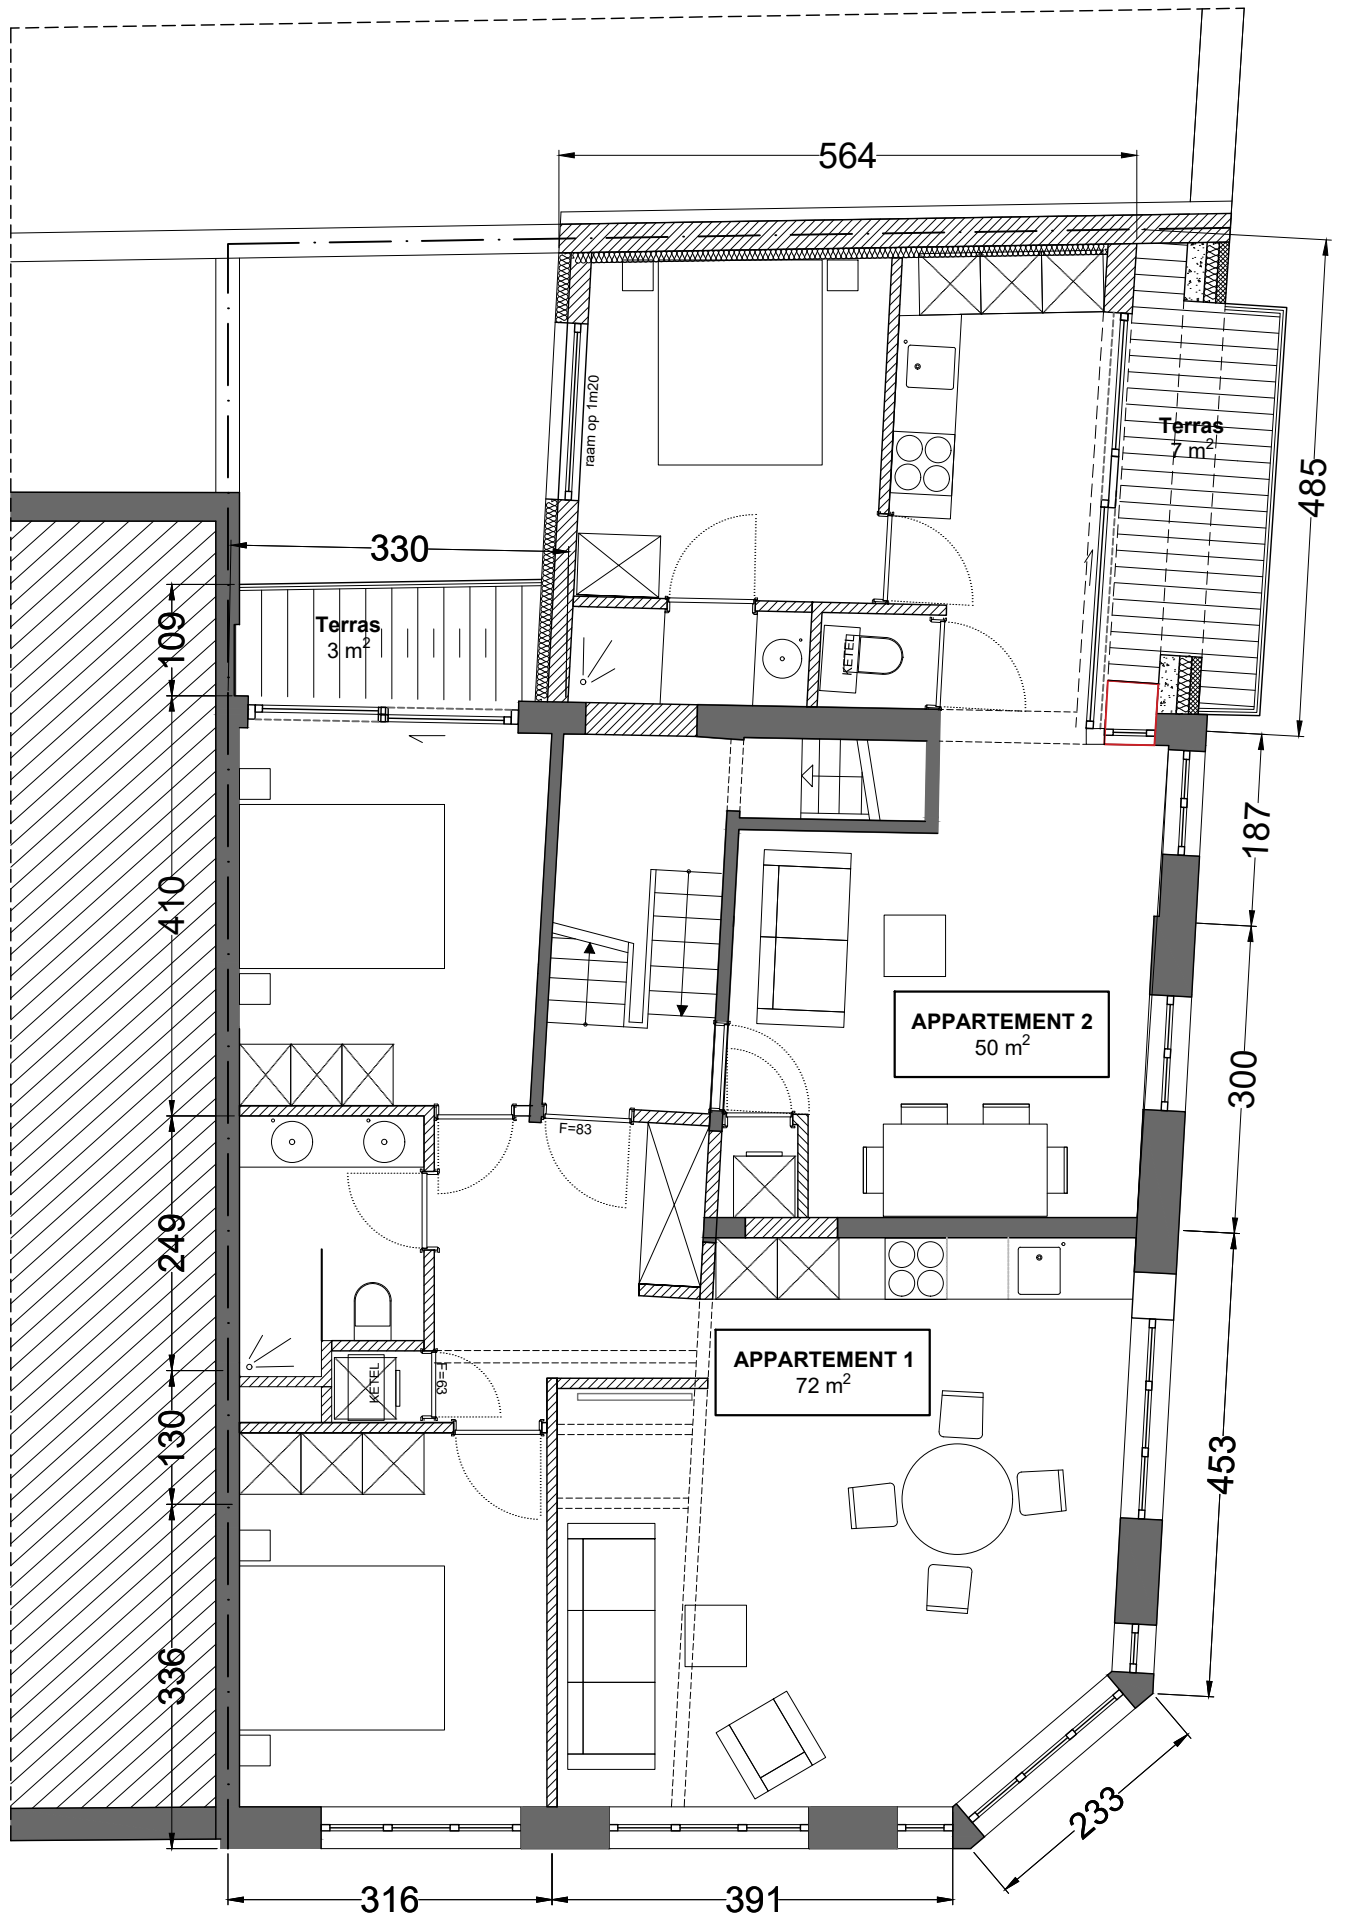 564
raam op 1m20
Terras
7 m²
485
330
109
Terras
3 m²
KETEL
187
410
APPARTEMENT 2
50 m²
300
F=83
249
APPARTEMENT 1
72 m²
KETEL
F=63
130
453
336
233
316
391